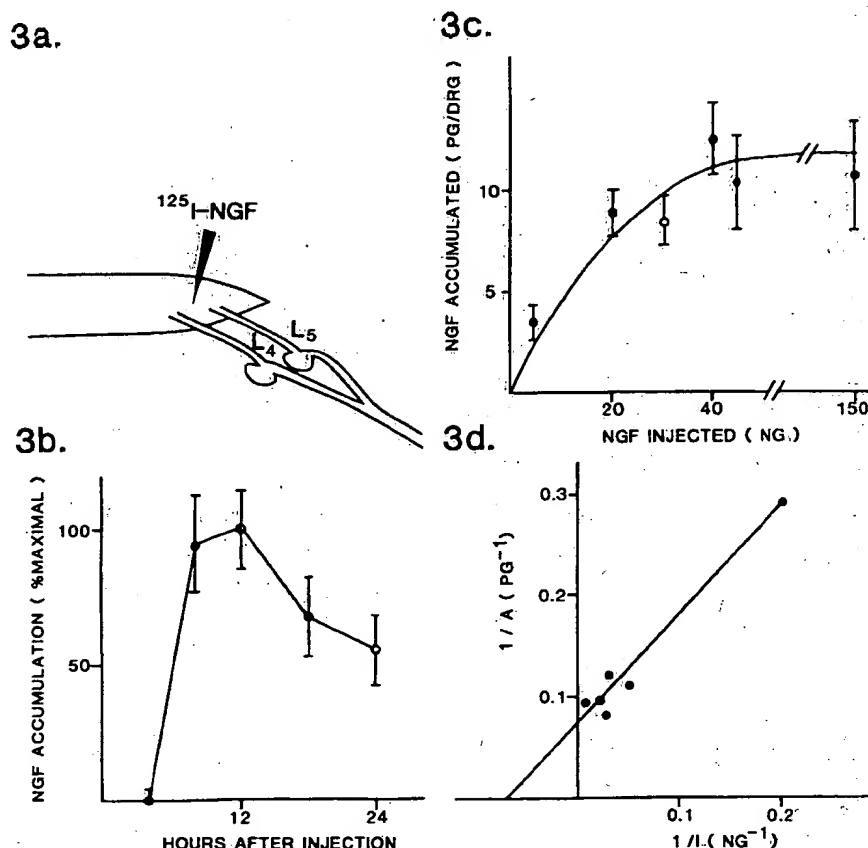 3a.
125I-NGF
L4
L5
3b.
NGF ACCUMULATION (%MAXIMAL)
100
50
12
24
HOURS AFTER INJECTION
3c.
NGF ACCUMULATED (PG/DRG)
10
5
20
40
150
NGF INJECTED (NG.)
3d.
1/A (PG-1)
0.3
0.2
0.1
0.1
0.2
1/I. (NG-1)